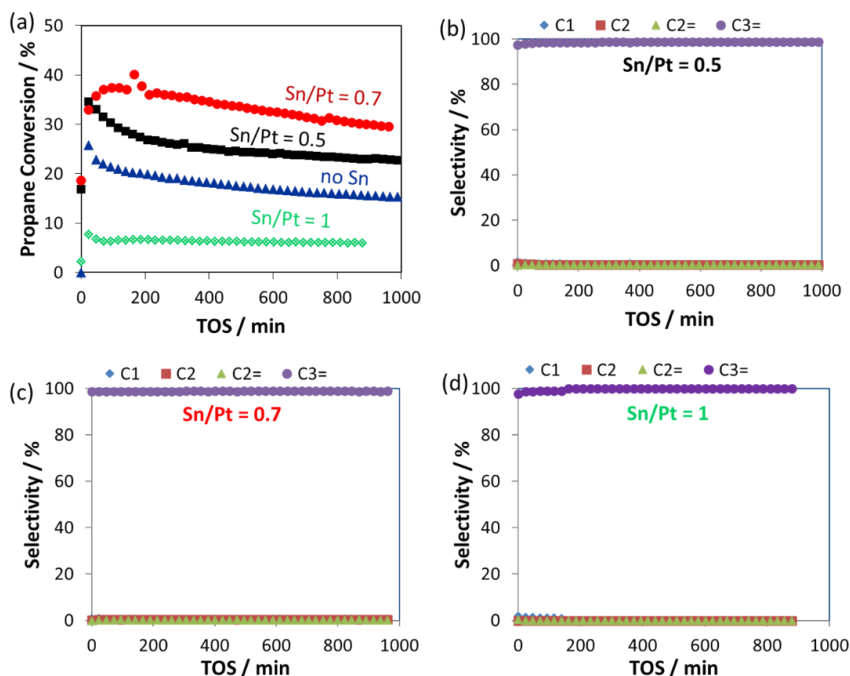 (a)
Propane Conversion / %
50
40
30
20
10
0
Sn/Pt = 0.7
Sn/Pt = 0.5
no Sn
Sn/Pt = 1
0 200 400 600 800 1000
TOS / min
(b)
C1 C2 C2= C3=
Selectivity / %
100
80
60
40
20
0
Sn/Pt = 0.5
0 200 400 600 800 1000
TOS / min
(c)
C1 C2 C2= C3=
Selectivity / %
100
80
60
40
20
0
Sn/Pt = 0.7
0 200 400 600 800 1000
TOS / min
(d)
C1 C2 C2= C3=
Selectivity / %
100
80
60
40
20
0
Sn/Pt = 1
0 200 400 600 800 1000
TOS / min